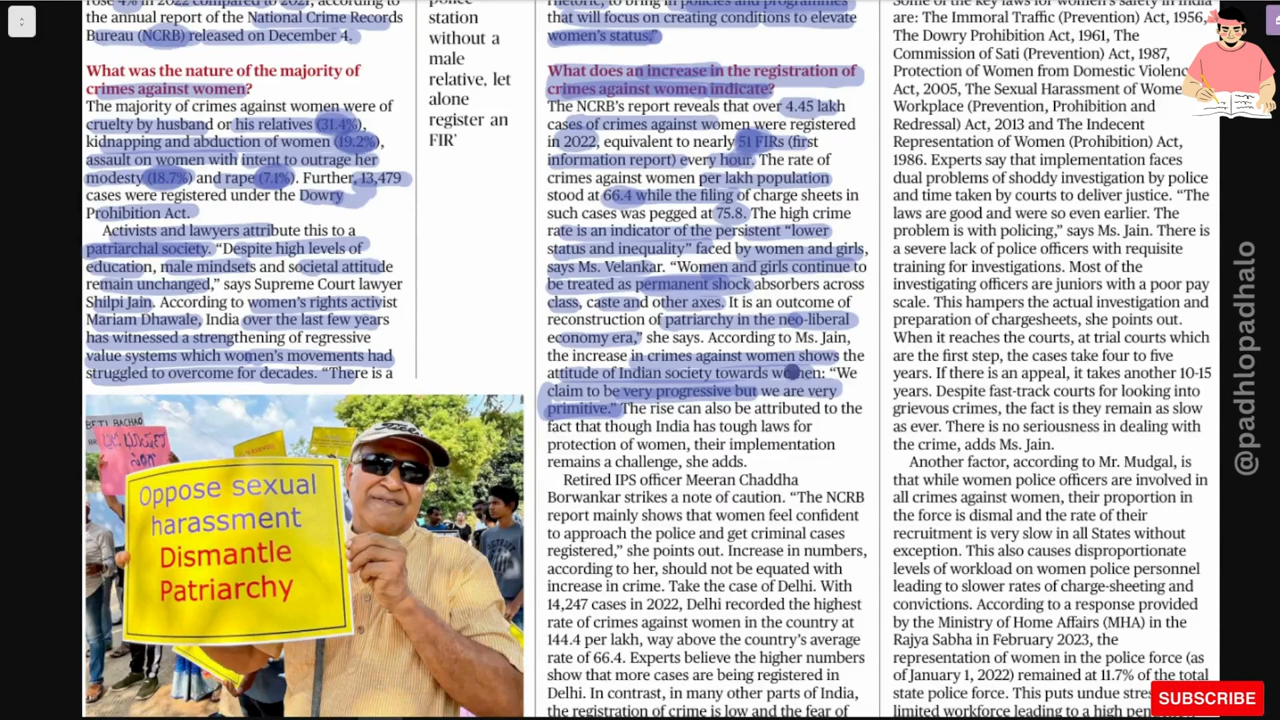 rose 4% in 2022 compared to 2021, according to
the annual report of the National Crime Records
Bureau (NCRB) released on December 4.
What was the nature of the majority of
crimes against women?
The majority of crimes against women were of
cruelty by husband or his relatives (31.4%),
kidnapping and abduction of women (19.2%),
assault on women with intent to outrage her
modesty (18.7%) and rape (7.1%). Further, 13,479
cases were registered under the Dowry
Prohibition Act.
Activists and lawyers attribute this to a
patriarchal society. “Despite high levels of
education, male mindsets and societal attitude
remain unchanged,” says Supreme Court lawyer
Shilpi Jain. According to women’s rights activist
Mariam Dhawale, India over the last few years
has witnessed a strengthening of regressive
value systems which women’s movements had
struggled to overcome for decades. “There is a
police
station
without a
male
relative, let
alone
register an
FIR’
BETI BACHAO
Oppose sexual
harassment
Dismantle
Patriarchy
rhetoric, to bring in policies and programmes
that will focus on creating conditions to elevate
women’s status.”
What does an increase in the registration of
crimes against women indicate?
The NCRB’s report reveals that over 4.45 lakh
cases of crimes against women were registered
in 2022, equivalent to nearly 51 FIRs (first
information report) every hour. The rate of
crimes against women per lakh population
stood at 66.4 while the filing of charge sheets in
such cases was pegged at 75.8. The high crime
rate is an indicator of the persistent “lower
status and inequality” faced by women and girls,
says Ms. Velankar. “Women and girls continue to
be treated as permanent shock absorbers across
class, caste and other axes. It is an outcome of
reconstruction of patriarchy in the neo-liberal
economy era,” she says. According to Ms. Jain,
the increase in crimes against women shows the
attitude of Indian society towards women: “We
claim to be very progressive but we are very
primitive.” The rise can also be attributed to the
fact that though India has tough laws for
protection of women, their implementation
remains a challenge, she adds.
Retired IPS officer Meeran Chaddha
Borwankar strikes a note of caution. “The NCRB
report mainly shows that women feel confident
to approach the police and get criminal cases
registered,” she points out. Increase in numbers,
according to her, should not be equated with
increase in crime. Take the case of Delhi. With
14,247 cases in 2022, Delhi recorded the highest
rate of crimes against women in the country at
144.4 per lakh, way above the country’s average
rate of 66.4. Experts believe the higher numbers
show that more cases are being registered in
Delhi. In contrast, in many other parts of India,
the registration of crime is low and the fear of
Some of the key laws for women’s safety in India
are: The Immoral Traffic (Prevention) Act, 1956,
The Dowry Prohibition Act, 1961, The
Commission of Sati (Prevention) Act, 1987,
Protection of Women from Domestic Violence
Act, 2005, The Sexual Harassment of Wome
Workplace (Prevention, Prohibition and
Redressal) Act, 2013 and The Indecent
Representation of Women (Prohibition) Act,
1986. Experts say that implementation faces
dual problems of shoddy investigation by police
and time taken by courts to deliver justice. “The
laws are good and were so even earlier. The
problem is with policing,” says Ms. Jain. There is
a severe lack of police officers with requisite
training for investigations. Most of the
investigating officers are juniors with a poor pay
scale. This hampers the actual investigation and
preparation of chargesheets, she points out.
When it reaches the courts, at trial courts which
are the first step, the cases take four to five
years. If there is an appeal, it takes another 10-15
years. Despite fast-track courts for looking into
grievous crimes, the fact is they remain as slow
as ever. There is no seriousness in dealing with
the crime, adds Ms. Jain.
Another factor, according to Mr. Mudgal, is
that while women police officers are involved in
all crimes against women, their proportion in
the force is dismal and the rate of their
recruitment is very slow in all States without
exception. This also causes disproportionate
levels of workload on women police personnel
leading to slower rates of charge-sheeting and
convictions. According to a response provided
by the Ministry of Home Affairs (MHA) in the
Rajya Sabha in February 2023, the
representation of women in the police force (as
of January 1, 2022) remained at 11.7% of the total
state police force. This puts undue stres
limited workforce leading to a high pen
@padhlopadhalo
SUBSCRIBE